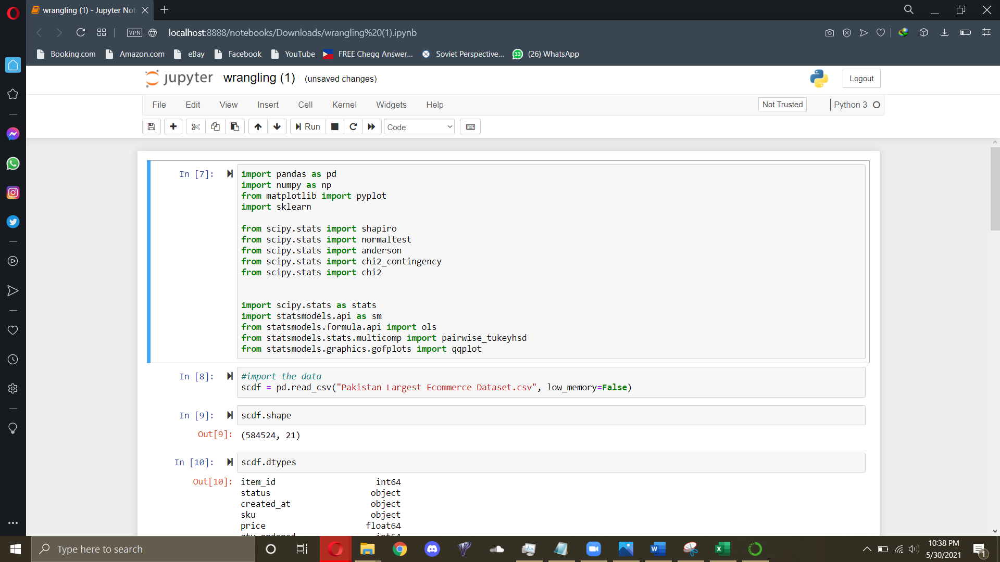 wrangling (1) - Jupyter Not
VPN
localhost:8888/notebooks/Downloads/wrangling%20(1).ipynb
Booking.com
Amazon.com
eBay
Facebook
YouTube
FREE Chegg Answer...
Soviet Perspective...
33
(26) WhatsApp
jupyter
wrangling (1)
(unsaved changes)
Logout
File
Edit
View
Insert
Cell
Kernel
Widgets
Help
Not Trusted
Python 3
Run
Code
In [7]:
import pandas as pd
import numpy as np
from matplotlib import pyplot
import sklearn
from scipy.stats import shapiro
from scipy.stats import normaltest
from scipy.stats import anderson
from scipy.stats import chi2_contingency
from scipy.stats import chi2
import scipy.stats as stats
import statsmodels.api as sm
from statsmodels.formula.api import ols
from statsmodels.stats.multicomp import pairwise_tukeyhsd
from statsmodels.graphics.gofplots import qqplot
In [8]:
#import the data
scdf = pd.read_csv("Pakistan Largest Ecommerce Dataset.csv", low_memory=False)
In [9]:
scdf.shape
Out[9]:
(584524, 21)
In [10]:
scdf.dtypes
Out[10]:
item_id int64
status object
created_at object
sku object
price float64
qty_ordered int64
Type here to search
10:38 PM
5/30/2021
1